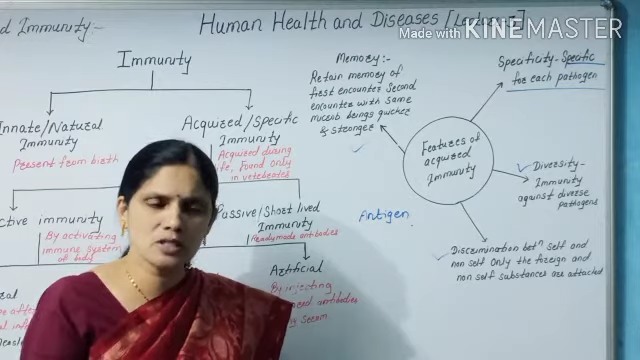 d Immunity:-
Human Health and Diseases [Lecture-3]
Made with KINEMASTER
Immunity
Innate/Natural
Immunity
Present from birth
Acquired/Specific
Immunity
Acquired during
life, Found only
in vertebrates
ctive immunity
By activating
immune system
of body
Passive/Short lived
Immunity
Readymade antibodies
Artificial
By injecting
antibodies
Memory:-
Retain memory of
first encounter second
encounter with same
microb beings quicker
& stronger
Features of
acquired
Immunity
Antigen
Specificity-Specific
for each pathogen
Diversity-
Immunity
against diverse
pathogens
Discrimination betn self and
non self Only the foreign and
non self substances are attacked